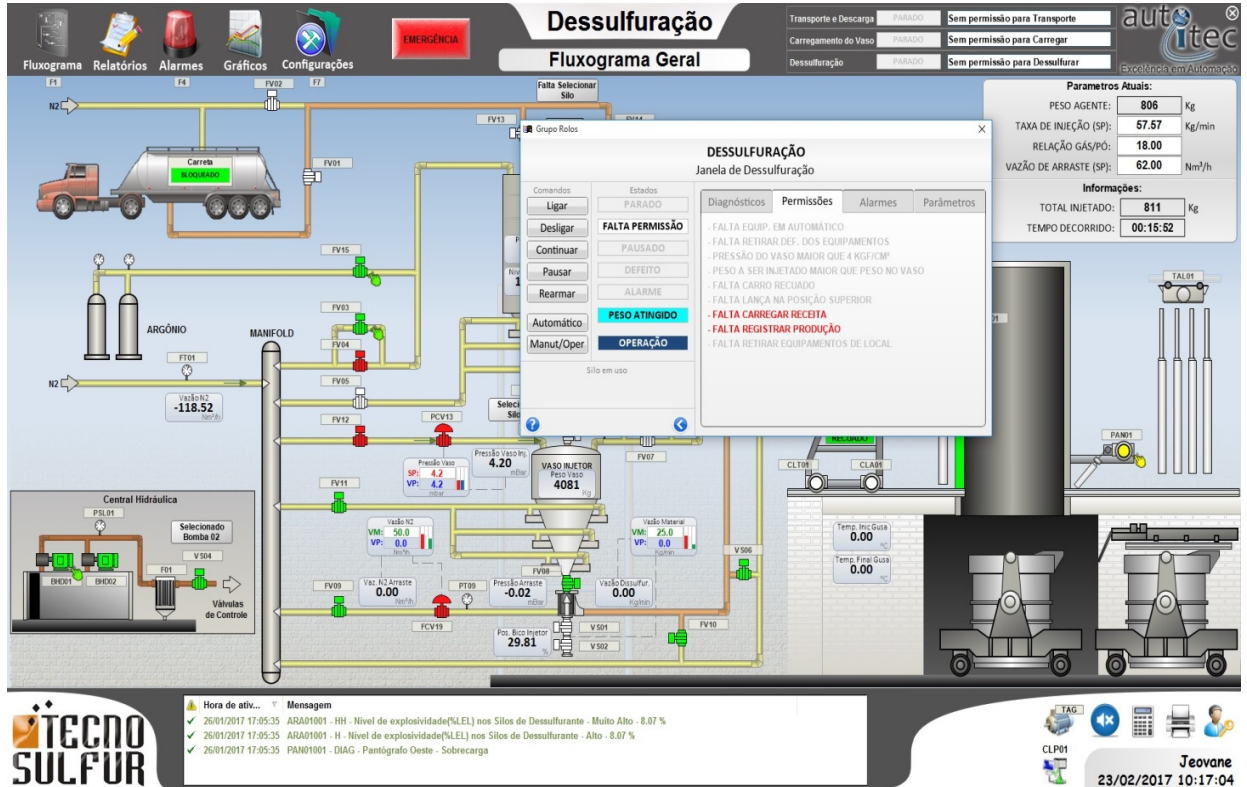 Dessulfuração
Fluxograma Geral
Fluxograma
Relatórios
Alarmes
Gráficos
Configurações
EMERGÊNCIA
F1
F4
F7
Transporte e Descarga
PARADO
Sem permissão para Transporte
Carregamento do Vaso
PARADO
Sem permissão para Carregar
Dessulfuração
PARADO
Sem permissão para Dessulfurar
autitec
Excelência em Automação
Parametros Atuais:
PESO AGENTE: 806 Kg
TAXA DE INJEÇÃO (SP): 57.57 Kg/min
RELAÇÃO GÁS/PÓ: 18.00
VAZÃO DE ARRASTE (SP): 62.00 Nm³/h
Informações:
TOTAL INJETADO: 811 Kg
TEMPO DECORRIDO: 00:15:52
N2
FV02
Falta Selecionar
Silo
FV13
Carreta
BLOQUEADO
FV01
FV15
FV03
FV04
FV05
FV12
FV11
FV09
ARGÔNIO
MANIFOLD
FT01
N2
Vazão N2
-118.52
Nm³/h
Grupo Rolos
DESSULFURAÇÃO
Janela de Dessulfuração
Comandos
Ligar
Desligar
Continuar
Pausar
Rearmar
Automático
Manut/Oper
Estados
PARADO
FALTA PERMISSÃO
PAUSADO
DEFEITO
ALARME
PESO ATINGIDO
OPERAÇÃO
Silo em uso
Diagnósticos
Permissões
Alarmes
Parâmetros
- FALTA EQUIP. EM AUTOMÁTICO
- FALTA RETIRAR DEF. DOS EQUIPAMENTOS
- PRESSÃO DO VASO MAIOR QUE 4 KGF/CM²
- PESO A SER INJETADO MAIOR QUE PESO NO VASO
- FALTA CARRO RECUADO
- FALTA LANÇA NA POSIÇÃO SUPERIOR
- FALTA CARREGAR RECEITA
- FALTA REGISTRAR PRODUÇÃO
- FALTA RETIRAR EQUIPAMENTOS DE LOCAL
TAL01
PAN01
RECUADO
CLT01
CLA01
PCV13
Pressão Vaso
SP: 4.2
VP: 4.2
mBar
Pressão Vaso Inj.
4.20
mBar
VASO INJETOR
Peso Vaso
4081
Kg
FV07
Vazão N2
VM: 50.0
VP: 0.0
Nm³/h
Vazão Material
VM: 25.0
VP: 0.0
Kg/min
VS06
Vaz. N2 Arraste
0.00
Nm³/h
PT09
Pressão Arraste
-0.02
mBar
FV08
Vazão Dissulfur.
0.00
Kg/min
FCV19
Pos. Bico Injetor
29.81
%
VS01
VS02
FV10
Temp. Inic Gusa
0.00
°C
Temp. Final Gusa
0.00
°C
Central Hidráulica
PSL01
Selecionado
Bomba 02
BHD01
BHD02
F01
VS04
Válvulas
de Controle
TECNO
SULFUR
Hora de ativ...
Mensagem
26/01/2017 17:05:35 ARA01001 - HH - Nivel de explosividade(%LEL) nos Silos de Dessulfurante - Muito Alto - 8.07 %
26/01/2017 17:05:35 ARA01001 - H - Nivel de explosividade(%LEL) nos Silos de Dessulfurante - Alto - 8.07 %
26/01/2017 17:05:35 PAN01001 - DIAG - Pantógrafo Oeste - Sobrecarga
TAG
CLP01
Jeovane
23/02/2017 10:17:04